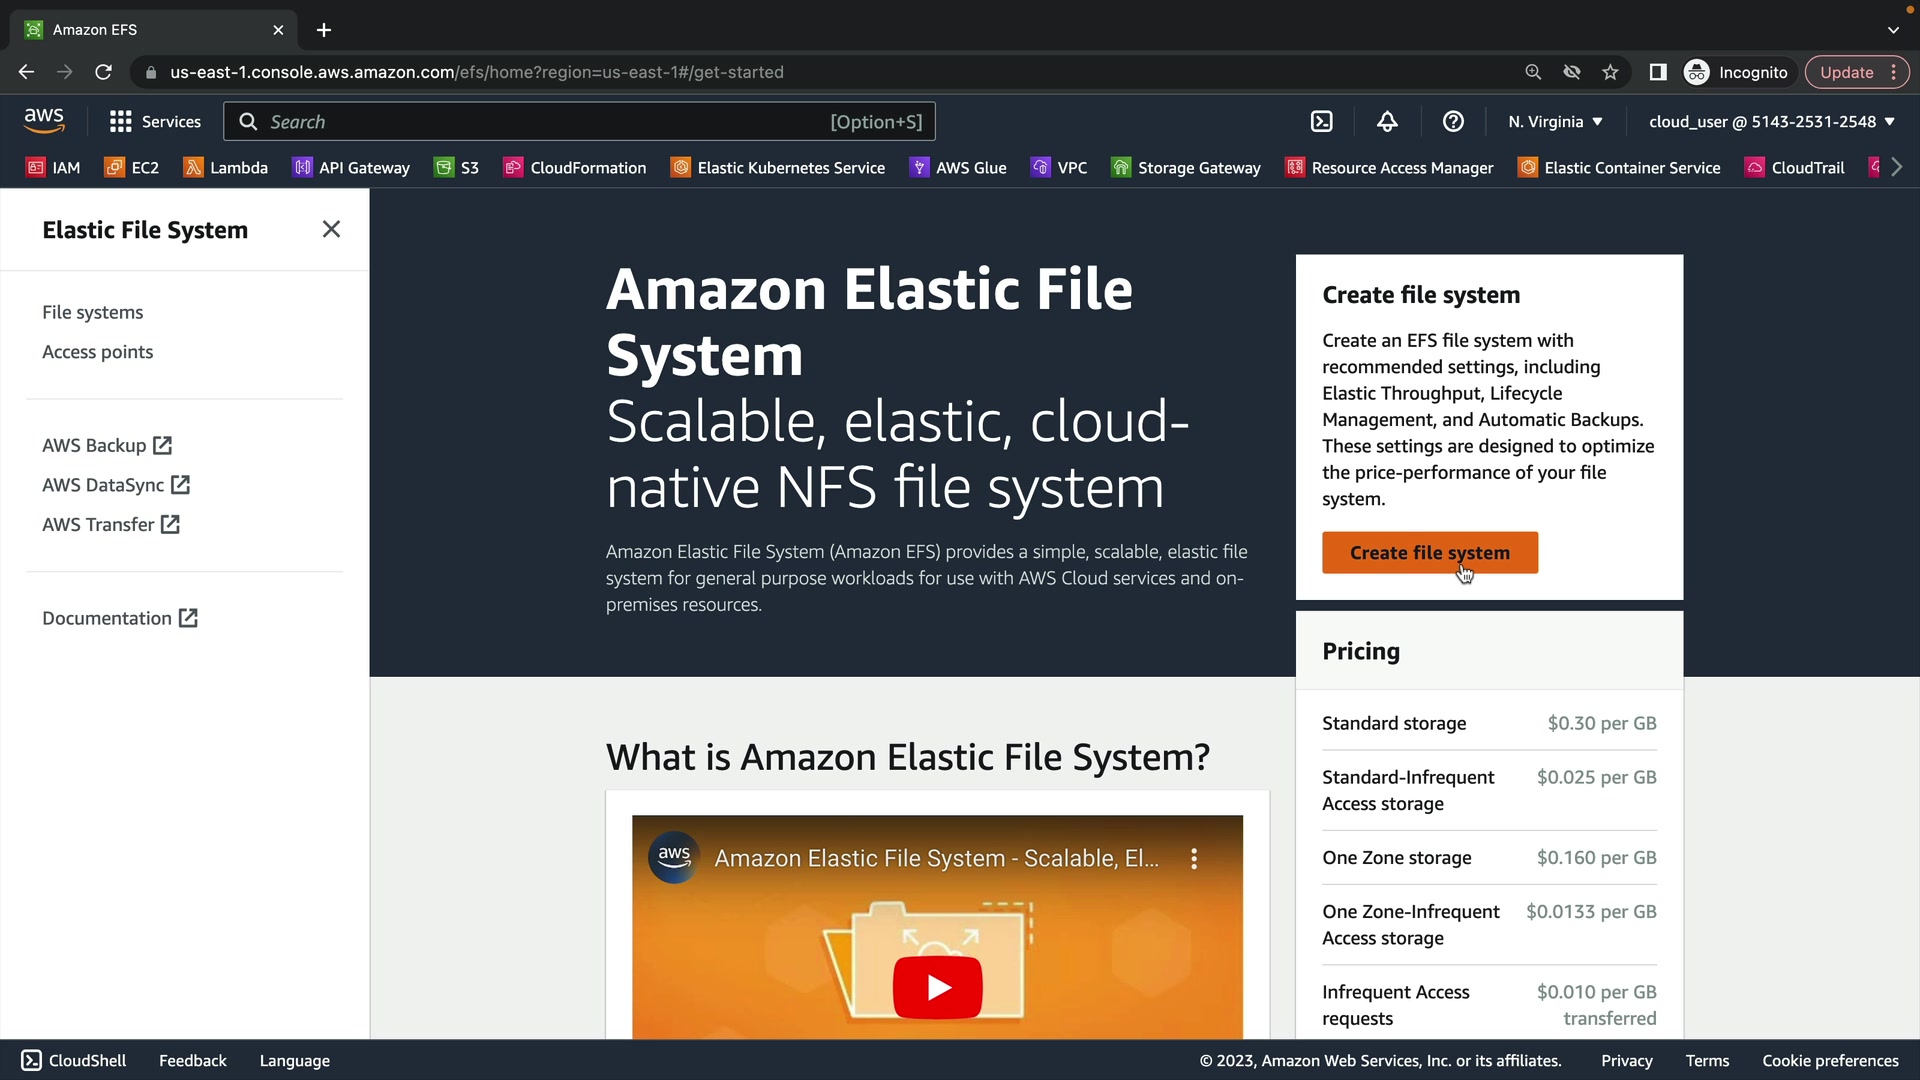 Amazon EFS
us-east-1.console.aws.amazon.com/efs/home?region=us-east-1#/get-started
Incognito
Update
aws
Services
Search
[Option+S]
N. Virginia
cloud_user @ 5143-2531-2548
IAM
EC2
Lambda
API Gateway
S3
CloudFormation
Elastic Kubernetes Service
AWS Glue
VPC
Storage Gateway
Resource Access Manager
Elastic Container Service
CloudTrail
Elastic File System
File systems
Access points
AWS Backup
AWS DataSync
AWS Transfer
Documentation
Amazon Elastic File
System
Scalable, elastic, cloud-
native NFS file system
Amazon Elastic File System (Amazon EFS) provides a simple, scalable, elastic file
system for general purpose workloads for use with AWS Cloud services and on-
premises resources.
Create file system
Create an EFS file system with
recommended settings, including
Elastic Throughput, Lifecycle
Management, and Automatic Backups.
These settings are designed to optimize
the price-performance of your file
system.
Create file system
Pricing
Standard storage $0.30 per GB
Standard-Infrequent $0.025 per GB
Access storage
One Zone storage $0.160 per GB
One Zone-Infrequent $0.0133 per GB
Access storage
Infrequent Access $0.010 per GB
requests transferred
What is Amazon Elastic File System?
aws
Amazon Elastic File System - Scalable, El...
CloudShell
Feedback
Language
© 2023, Amazon Web Services, Inc. or its affiliates.
Privacy
Terms
Cookie preferences